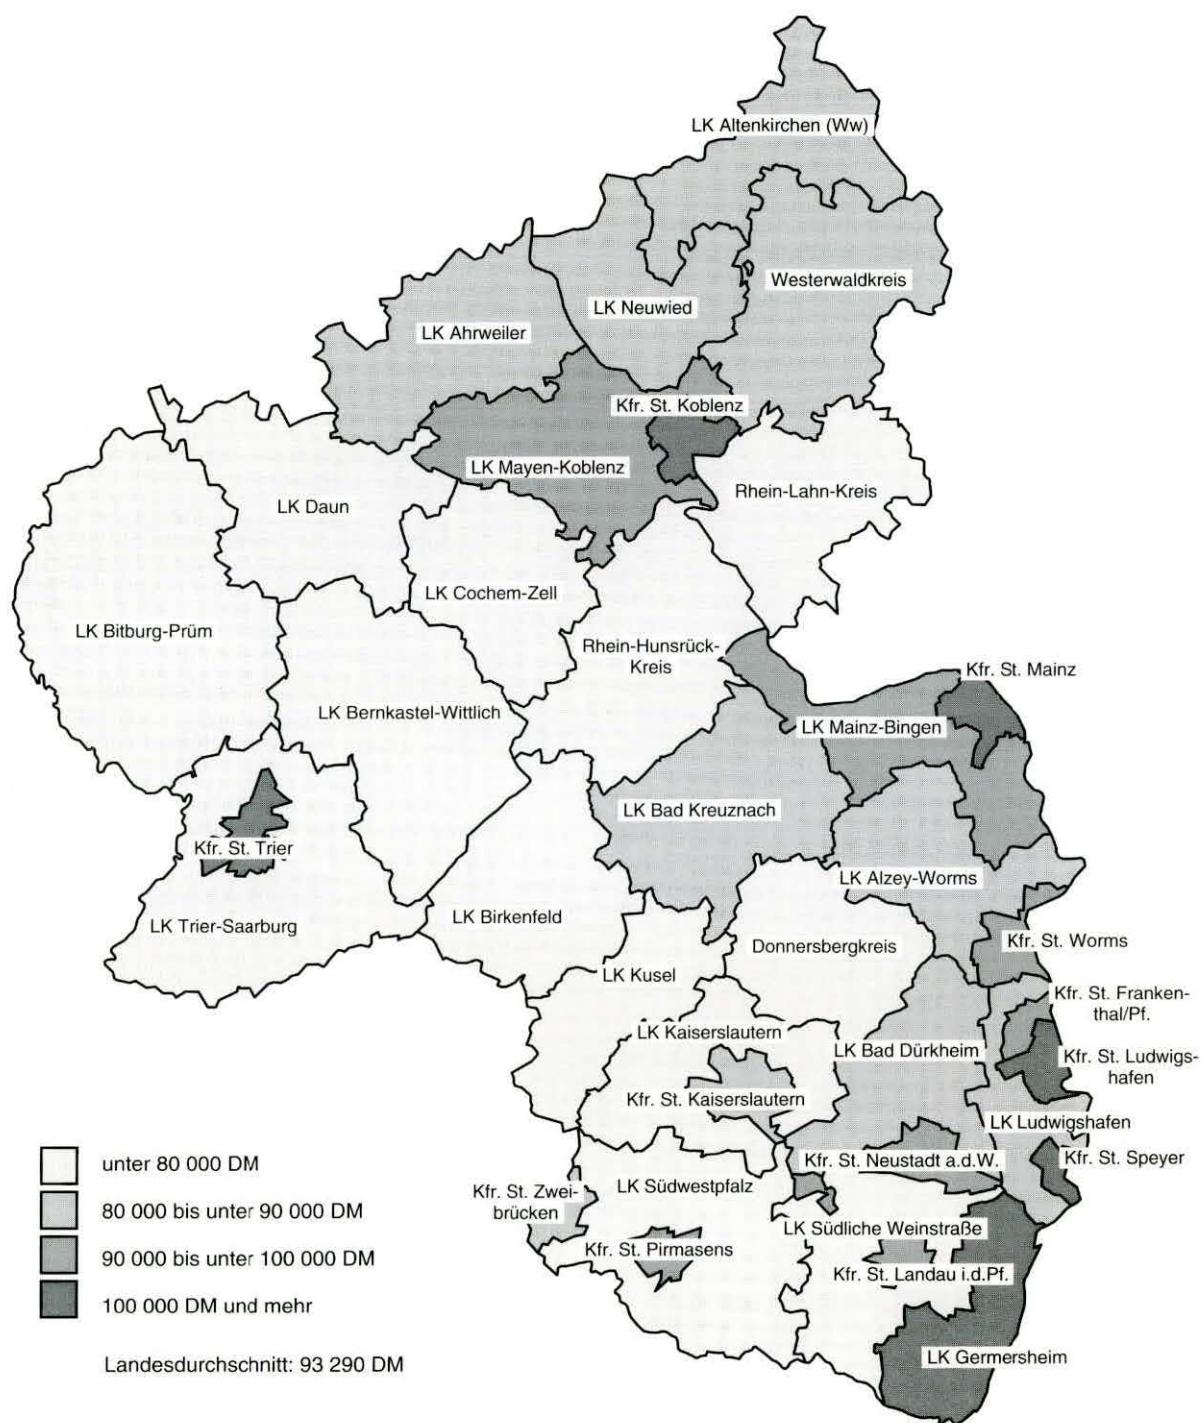 LK Altenkirchen (Ww)
Westerwaldkreis
LK Neuwied
LK Ahrweiler
Kfr. St. Koblenz
LK Mayen-Koblenz
Rhein-Lahn-Kreis
LK Daun
LK Cochem-Zell
LK Bitburg-Prüm
Rhein-Hunsrück-
Kreis
Kfr. St. Mainz
LK Bernkastel-Wittlich
LK Mainz-Bingen
LK Bad Kreuznach
Kfr. St. Trier
LK Alzey-Worms
LK Birkenfeld
LK Trier-Saarburg
Donnersbergkreis
Kfr. St. Worms
LK Kusel
Kfr. St. Franken-
thal/Pf.
LK Kaiserslautern
LK Bad Dürkheim
Kfr. St. Ludwigs-
hafen
Kfr. St. Kaiserslautern
LK Ludwigshafen
Kfr. St. Neustadt a.d.W.
Kfr. St. Speyer
LK Südwestpfalz
Kfr. St. Zwei-
brücken
LK Südliche Weinstraße
Kfr. St. Pirmasens
Kfr. St. Landau i.d.Pf.
LK Germersheim
unter 80 000 DM
80 000 bis unter 90 000 DM
90 000 bis unter 100 000 DM
100 000 DM und mehr
Landesdurchschnitt: 93 290 DM